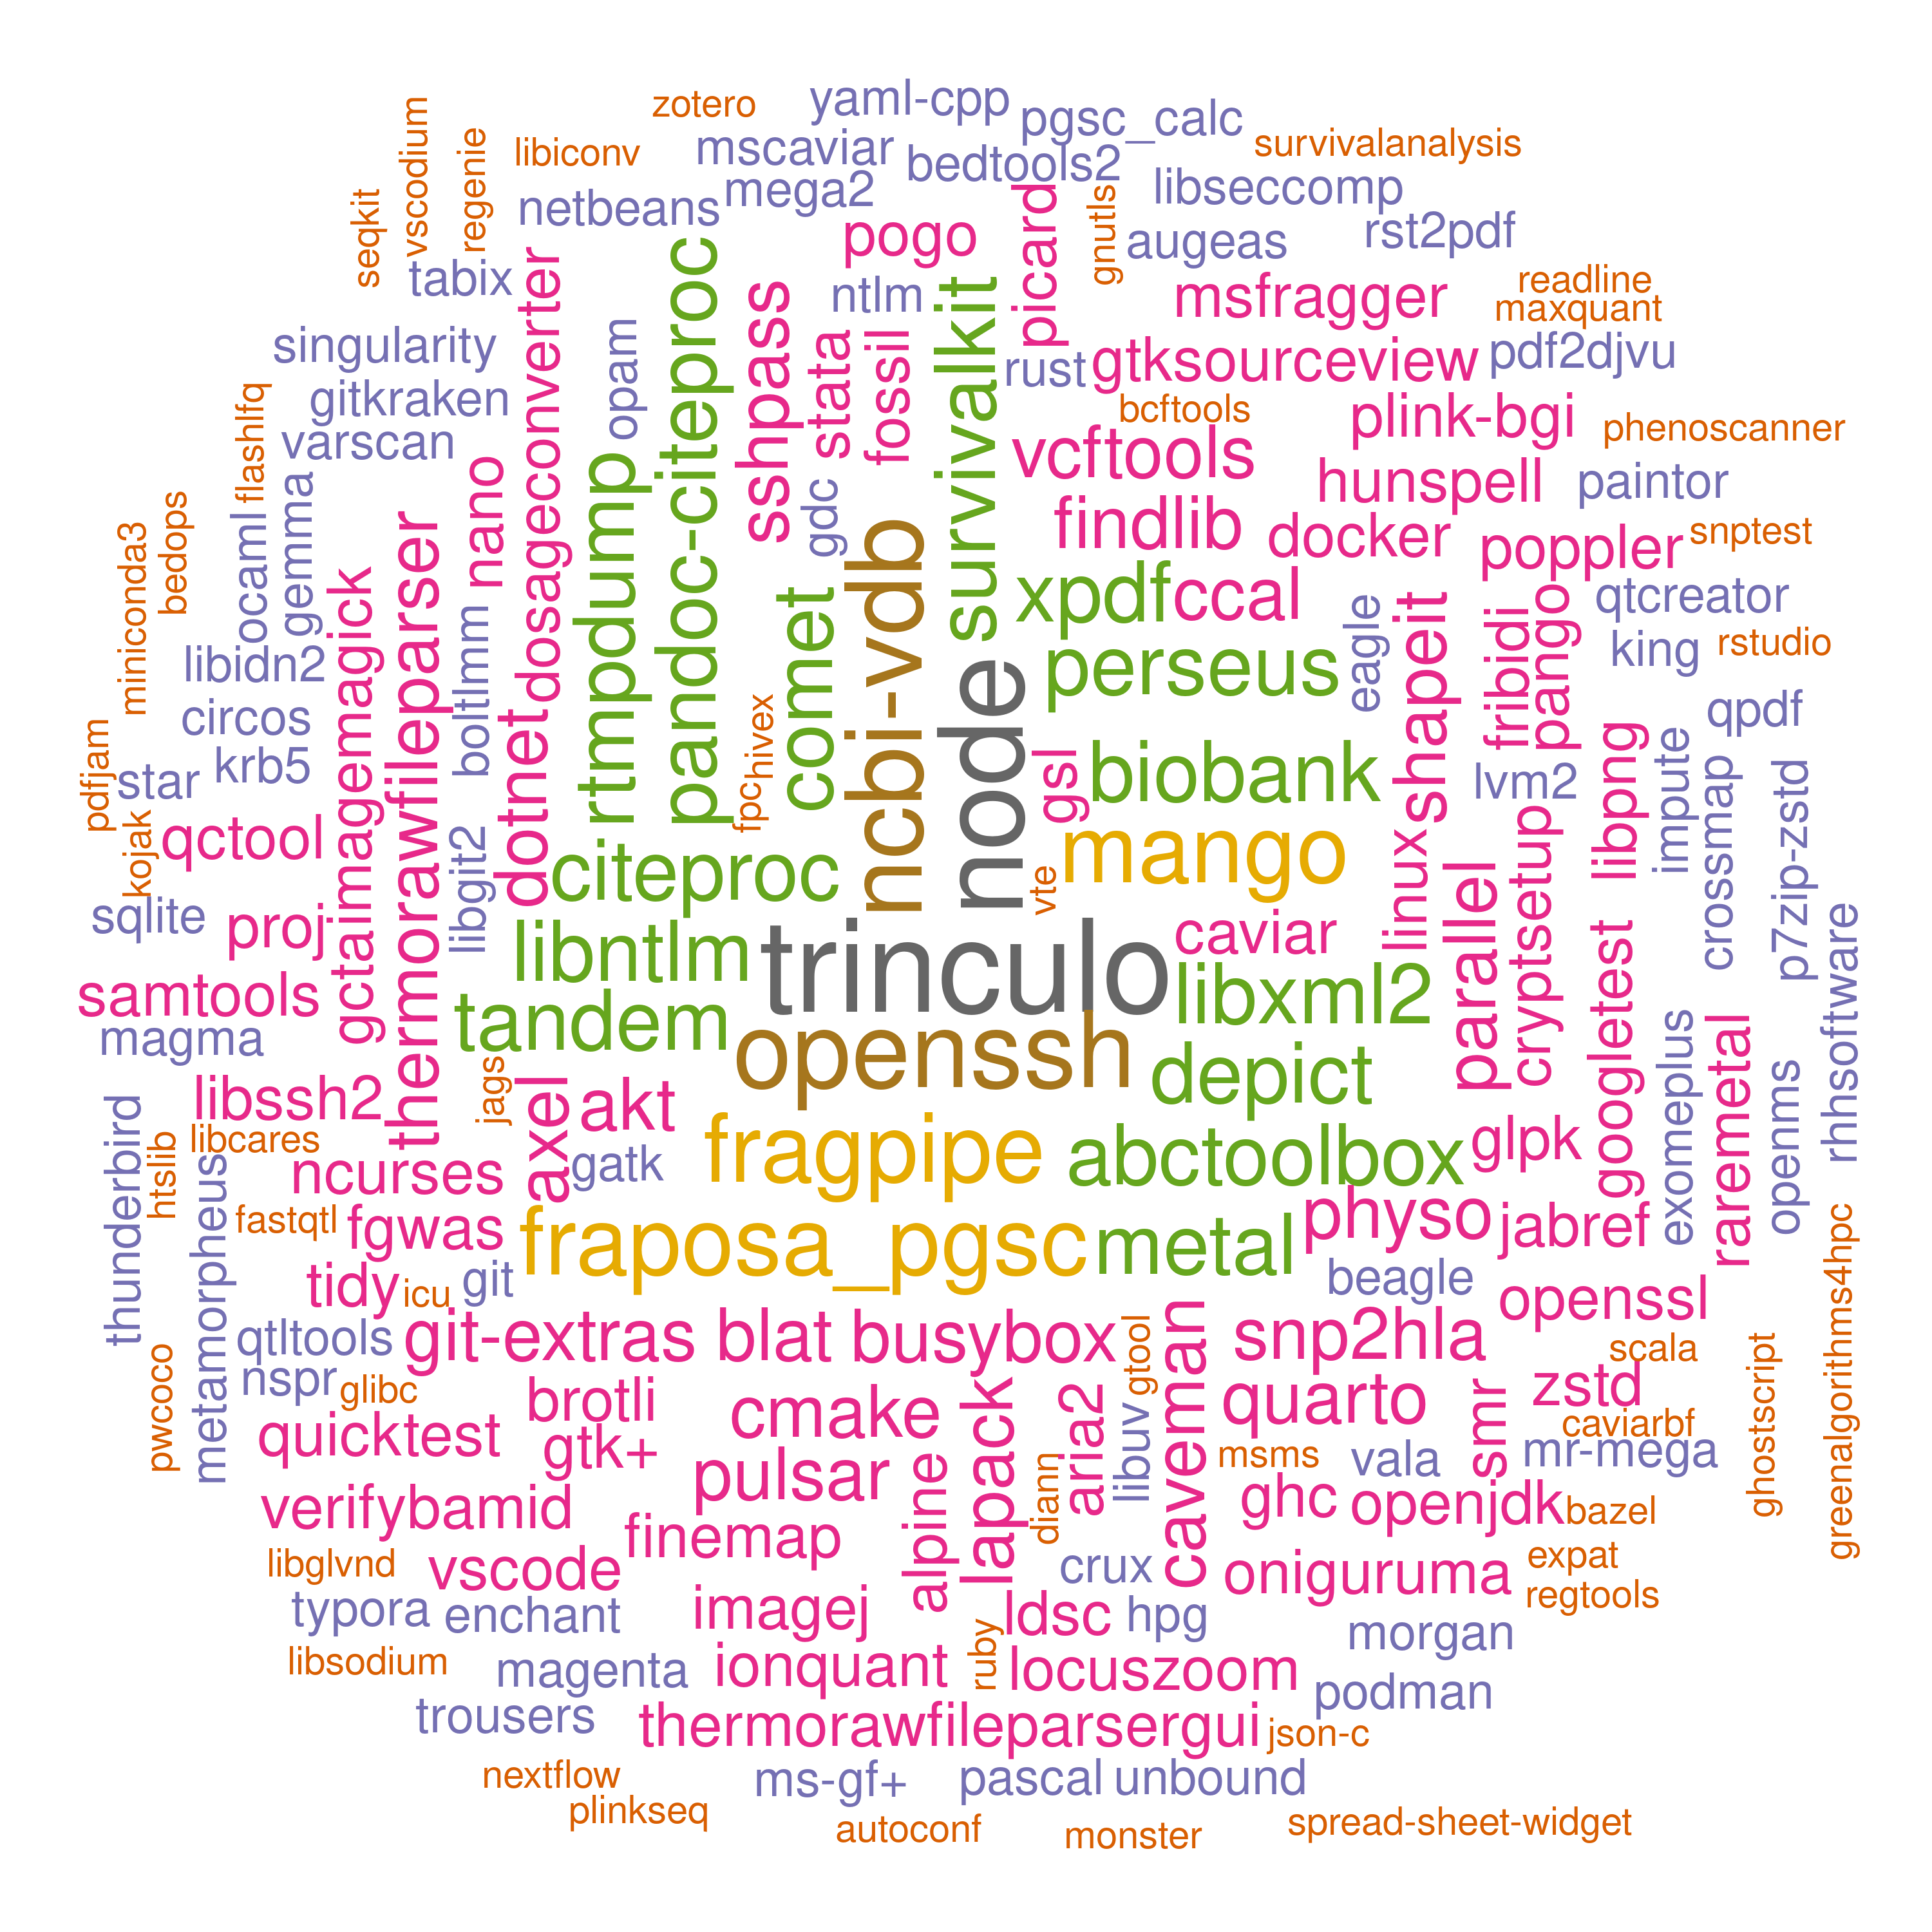 zotero
yaml-cpp
pgsc_calc
survivalanalysis
vscodium
regenie
libiconv
mscaviar
bedtools2
seqkit
netbeans
mega2
picard
gnutls
libseccomp
pogo
augeas
rst2pdf
tabix
dosageconverter
pandoc-citeproc
sshpass
ntlm
survivalkit
msfragger
readline
maxquant
singularity
opam
stata
fossil
rust
gtksourceview
pdf2djvu
gitkraken
flashlfq
bcftools
plink-bgi
phenoscanner
varscan
nano
rtmpdump
gdc
vcftools
hunspell
paintor
bedops
miniconda3
ocaml
gemma
thermorawfileparser
ncbi-vdb
findlib
docker
poppler
snptest
gctaimagemagick
boltlmm
comet
node
xpdf
ccal
eagle
shapeit
fribidi
pango
qtcreator
libidn2
perseus
king
rstudio
circos
dotnet
hivex
fpc
gsl
biobank
lvm2
libpng
impute
crossmap
qpdf
pdfjam
star
krb5
p7zip-zstd
kojak
qctool
libgit2
citeproc
vte
mango
linux
parallel
cryptsetup
sqlite
proj
libntlm
trinculo
caviar
googletest
rhhsoftware
samtools
tandem
libxml2
magma
openssh
depict
exomeplus
raremetal
openms
thunderbird
libssh2
jags
axel
akt
htslib
libcares
metamorpheus
ncurses
gatk
fragpipe
abctoolbox
glpk
fastqtl
fgwas
fraposa_pgsc
metal
physo
jabref
greenalgorithms4hpc
tidy
icu
git
beagle
openssl
pwcoco
qtltools
git-extras
blat
busybox
gtool
caveman
snp2hla
scala
ghostscript
nspr
glibc
brotli
cmake
lapack
aria2
libuv
quarto
smr
zstd
caviarbf
quicktest
gtk+
pulsar
alpine
diann
msms
vala
mr-mega
verifybamid
finemap
ghc
openjdk
bazel
libglvnd
vscode
crux
oniguruma
expat
regtools
typora
enchant
imagej
ruby
ldsc
hpg
morgan
libsodium
magenta
ionquant
locuszoom
podman
trousers
thermorawfileparsergui
json-c
nextflow
ms-gf+
pascal
unbound
plinkseq
autoconf
monster
spread-sheet-widget